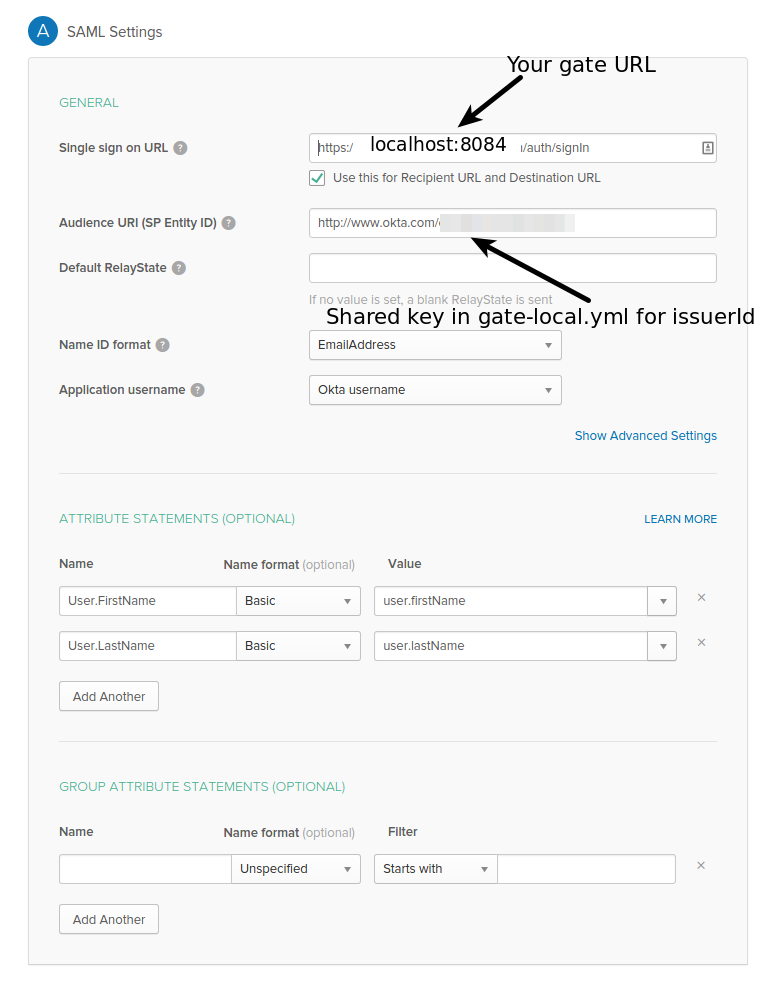 A SAML Settings
Your gate URL
GENERAL
Single sign on URL ?
https:/ localhost:8084 /auth/signIn
Use this for Recipient URL and Destination URL
Audience URI (SP Entity ID) ?
http://www.okta.com/
Default RelayState ?
If no value is set, a blank RelayState is sent
Shared key in gate-local.yml for issuerId
Name ID format ?
EmailAddress
Application username ?
Okta username
Show Advanced Settings
ATTRIBUTE STATEMENTS (OPTIONAL)
LEARN MORE
Name Name format (optional) Value
User.FirstName Basic user.firstName ×
User.LastName Basic user.lastName ×
Add Another
GROUP ATTRIBUTE STATEMENTS (OPTIONAL)
Name Name format (optional) Filter
Unspecified Starts with ×
Add Another